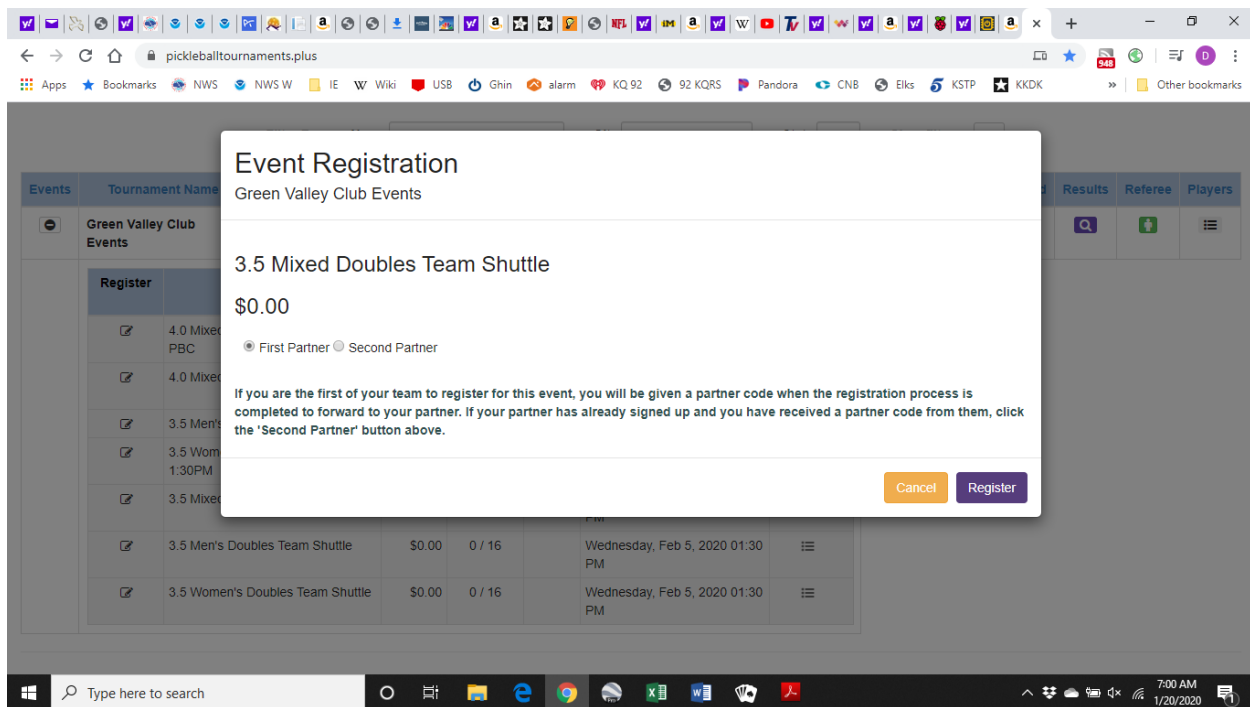 pickleballtournaments.plus
948
D
Apps Bookmarks NWS NWS W IE W Wiki USB Ghin alarm KQ 92 92 KQRS Pandora CNB Elks 5 KSTP KKDK » Other bookmarks
Event Registration
Green Valley Club Events
Events Tournament Name Results Referee Players
Green Valley Club
Events
3.5 Mixed Doubles Team Shuttle
Register
$0.00
4.0 Mixed
PBC
First Partner Second Partner
4.0 Mixed
If you are the first of your team to register for this event, you will be given a partner code when the registration process is
completed to forward to your partner. If your partner has already signed up and you have received a partner code from them, click
the 'Second Partner' button above.
3.5 Men's
3.5 Wom
1:30PM
3.5 Mixed
Cancel Register
PM
3.5 Men's Doubles Team Shuttle $0.00 0 / 16 Wednesday, Feb 5, 2020 01:30
PM
3.5 Women's Doubles Team Shuttle $0.00 0 / 16 Wednesday, Feb 5, 2020 01:30
PM
Type here to search
7:00 AM
1/20/2020